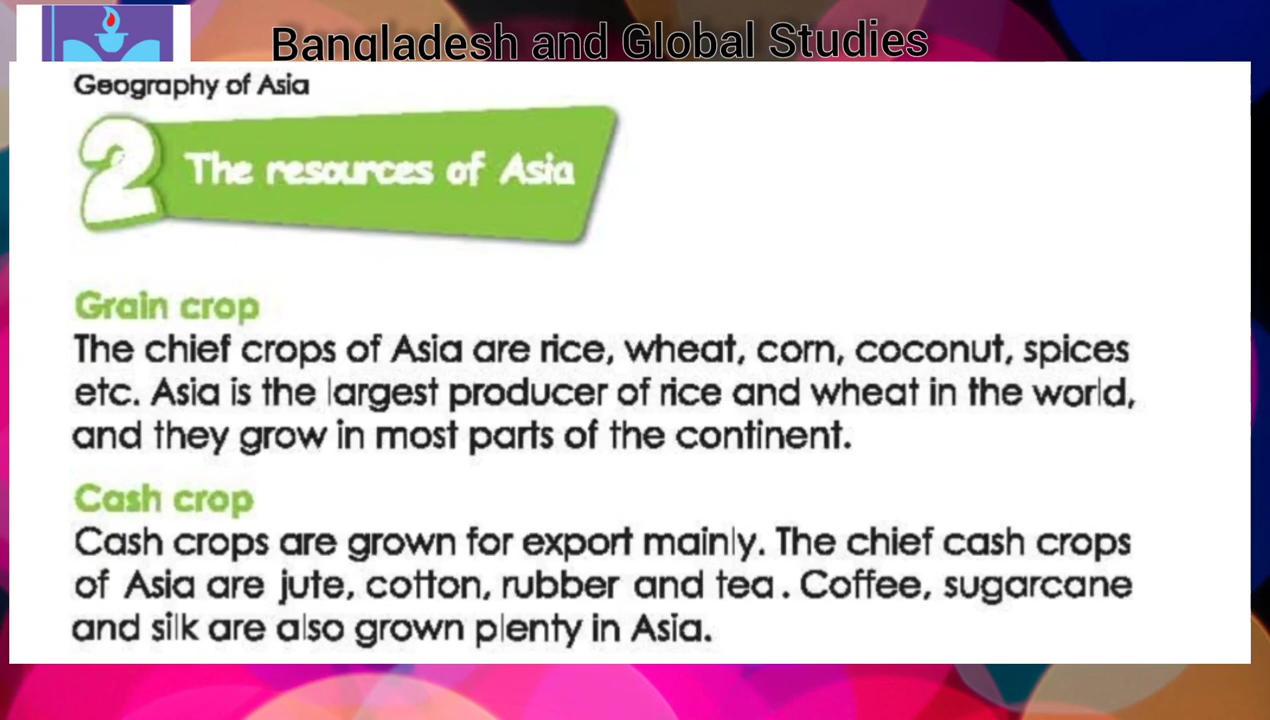 Bangladesh and Global Studies
Geography of Asia
2 The resources of Asia
Grain crop
The chief crops of Asia are rice, wheat, corn, coconut, spices
etc. Asia is the largest producer of rice and wheat in the world,
and they grow in most parts of the continent.
Cash crop
Cash crops are grown for export mainly. The chief cash crops
of Asia are jute, cotton, rubber and tea. Coffee, sugarcane
and silk are also grown plenty in Asia.